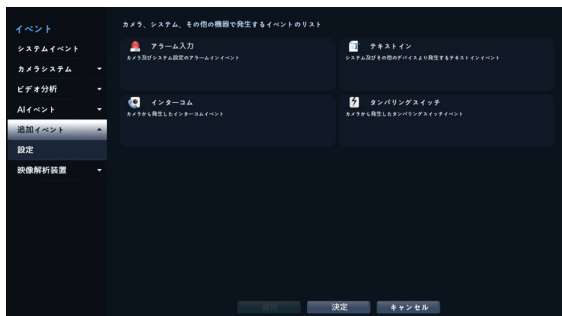 イベント
カメラ、システム、その他の機器で発生するイベントのリスト
システムイベント
カメラシステム
ビデオ分析
AIイベント
追加イベント
設定
映像解析装置
アラーム入力
カメラ及びシステム設定のアラームインイベント
テキストイン
システム及びその他のデバイスより発生するテキストインイベント
インターコム
カメラから発生したインターコムイベント
タンパリングスイッチ
カメラから発生したタンパリングスイッチイベント
決定
キャンセル